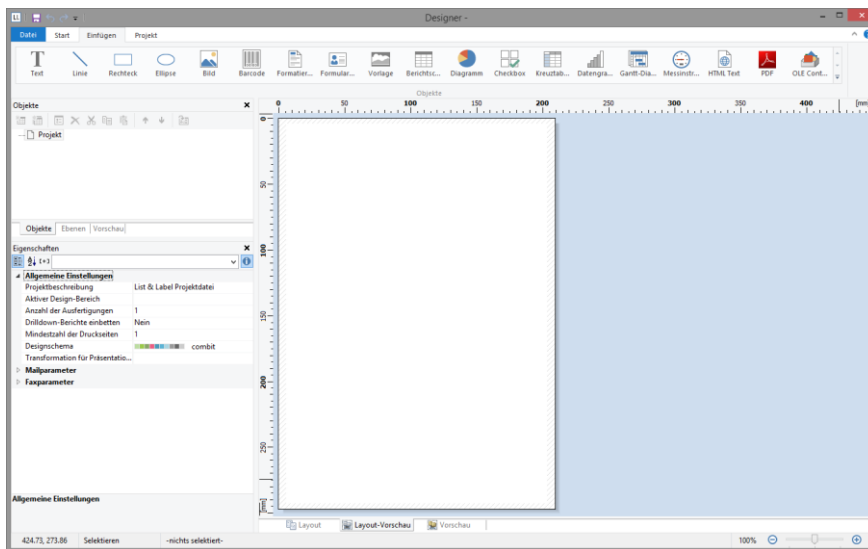 LL
Designer -
Datei Start Einfügen Projekt
Text Linie Rechteck Ellipse Bild Barcode Formatier... Formular... Vorlage Berichtsc... Diagramm Checkbox Kreuztab... Datengra... Gantt-Dia... Messinstr... HTML Text PDF OLE Cont...
Objekte
Objekte
Projekt
Objekte Ebenen Vorschau
Eigenschaften
Allgemeine Einstellungen
Projektbeschreibung List & Label Projektdatei
Aktiver Design-Bereich
Anzahl der Ausfertigungen 1
Drilldown-Berichte einbetten Nein
Mindestzahl der Druckseiten 1
Designschema combit
Transformation für Präsentatio...
Mailparameter
Faxparameter
Allgemeine Einstellungen
0 50 100 150 200 250 300 350 400 [mm
0
50
100
150
200
250
[mm]
Layout Layout-Vorschau Vorschau
424.73, 273.86 Selektieren -nichts selektiert- 100%